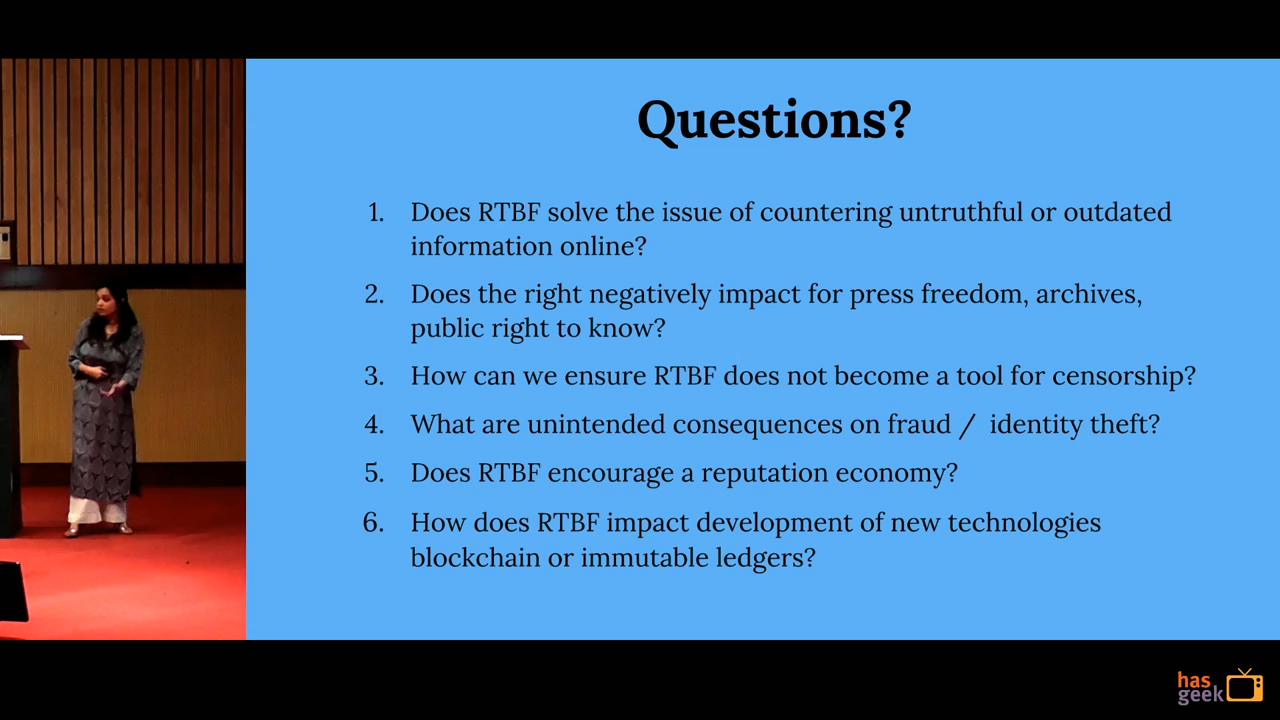 Questions?
1. Does RTBF solve the issue of countering untruthful or outdated
information online?
2. Does the right negatively impact for press freedom, archives,
public right to know?
3. How can we ensure RTBF does not become a tool for censorship?
4. What are unintended consequences on fraud / identity theft?
5. Does RTBF encourage a reputation economy?
6. How does RTBF impact development of new technologies
blockchain or immutable ledgers?
has
geek